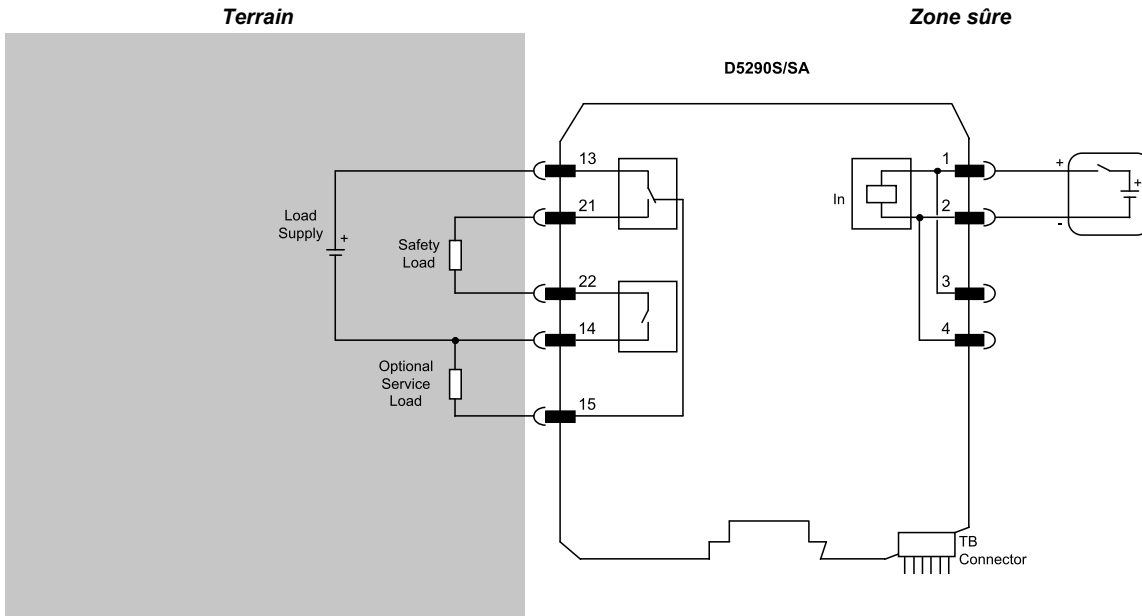 Terrain
Zone sûre
D5290S/SA
13
21
22
14
15
1
2
3
4
In
+
-
+
Load
Supply
+
Safety
Load
Optional
Service
Load
TB
Connector